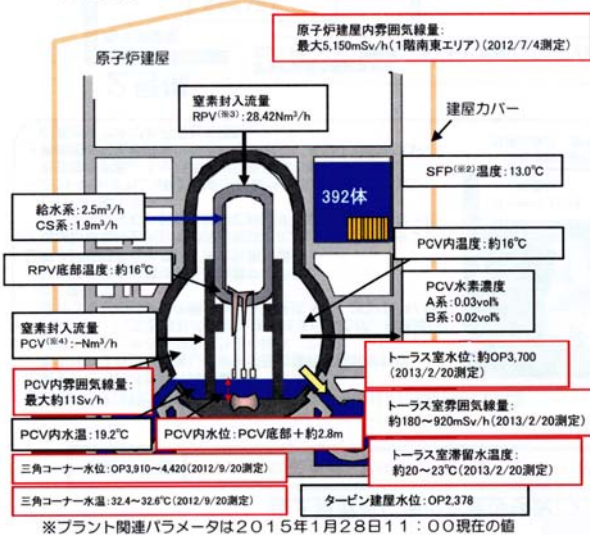 原子炉建屋内雰囲気線量:
最大5,150mSv/h(1階南東エリア)(2012/7/4測定)
原子炉建屋
窒素封入流量
RPV(※3):28.42Nm³/h
建屋カバー
SFP(※2)温度:13.0℃
392体
給水系:2.5m³/h
CS系:1.9m³/h
PCV内温度:約16℃
RPV底部温度:約16℃
PCV水素濃度
A系:0.03vol%
B系:0.02vol%
窒素封入流量
PCV(※4):-Nm³/h
トーラス室水位:約OP3,700
(2013/2/20測定)
PCV内雰囲気線量:
最大約11Sv/h
トーラス室雰囲気線量:
約180~920mSv/h(2013/2/20測定)
PCV内水温:19.2℃
PCV内水位:PCV底部+約2.8m
トーラス室滞留水温度:
約20~23℃(2013/2/20測定)
三角コーナー水位:OP3,910~4,420(2012/9/20測定)
三角コーナー水温:32.4~32.6℃(2012/9/20測定)
タービン建屋水位:OP2,378
※プラント関連パラメータは2015年1月28日11:00現在の値